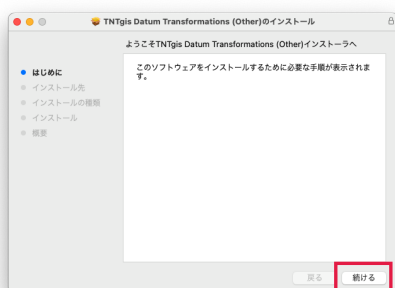 TNTgis Datum Transformations (Other)のインストール
ようこそTNTgis Datum Transformations (Other)インストーラへ
はじめに
インストール先
インストールの種類
インストール
概要
このソフトウェアをインストールするために必要な手順が表示されま
す。
戻る
続ける